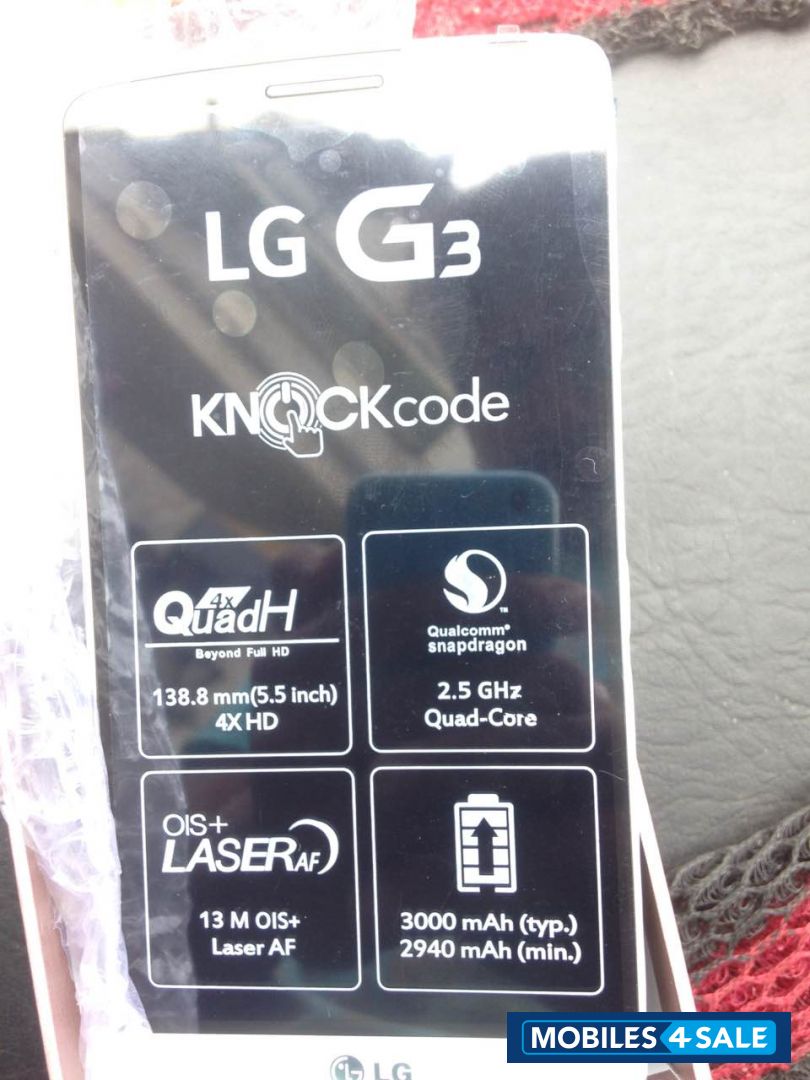 LG G3
KNOCKcode
4x
QuadH
Beyond Full HD
138.8 mm(5.5 inch)
4X HD
Qualcomm®
snapdragon
2.5 GHz
Quad-Core
OIS+
LASER AF
13 M OIS+
Laser AF
3000 mAh (typ.)
2940 mAh (min.)
LG
MOBILES 4 SALE